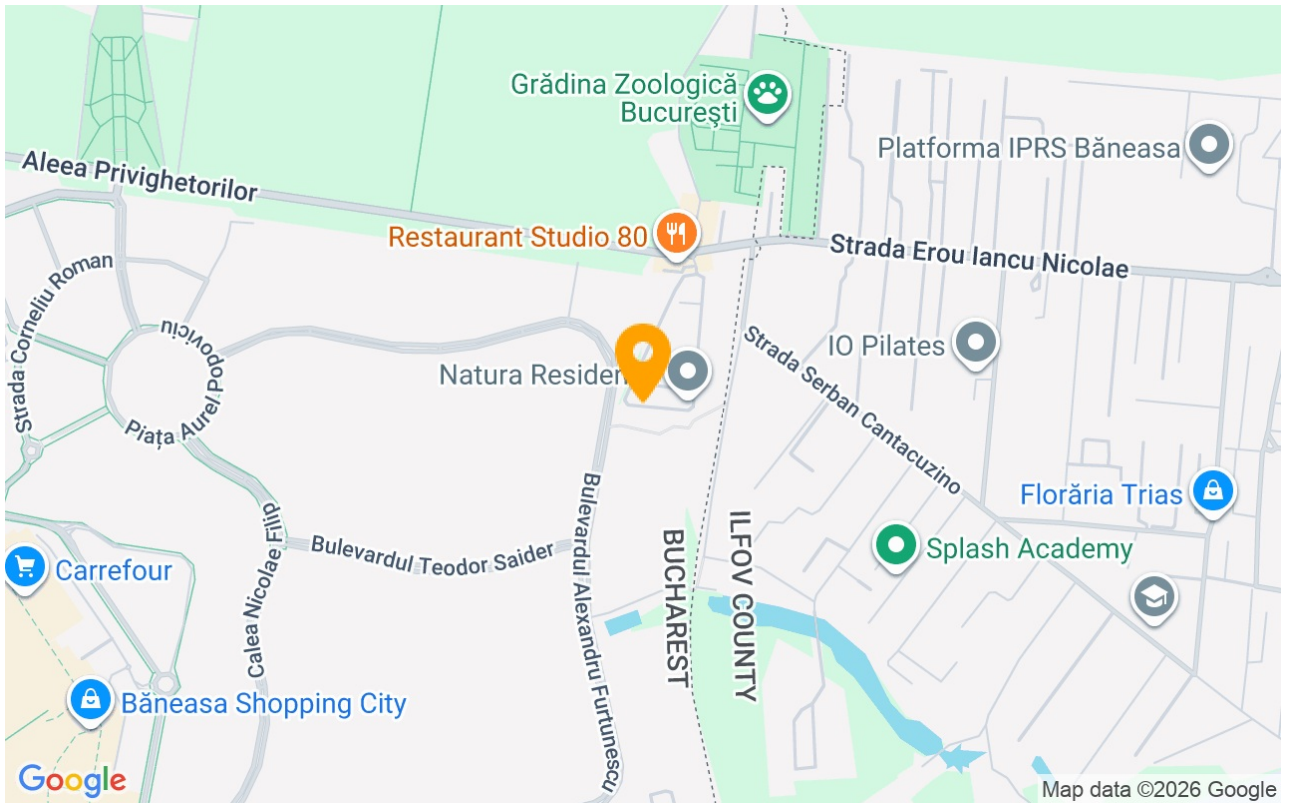 Grădina Zoologică
Bucureşti
Platforma IPRS Băneasa
Aleea Privighetorilor
Restaurant Studio 80
Strada Erou Iancu Nicolae
Strada Corneliu Roman
Piața Aurel Popoviciu
Natura Residen
Strada Serban Cantacuzino
IO Pilates
Florăria Trias
Bulevardul Teodor Saider
Calea Nicolae Filip
Bulevardul Alexandru Furtunescu
BUCHAREST
ILFOV COUNTY
Splash Academy
Carrefour
Băneasa Shopping City
Google
Map data ©2026 Google